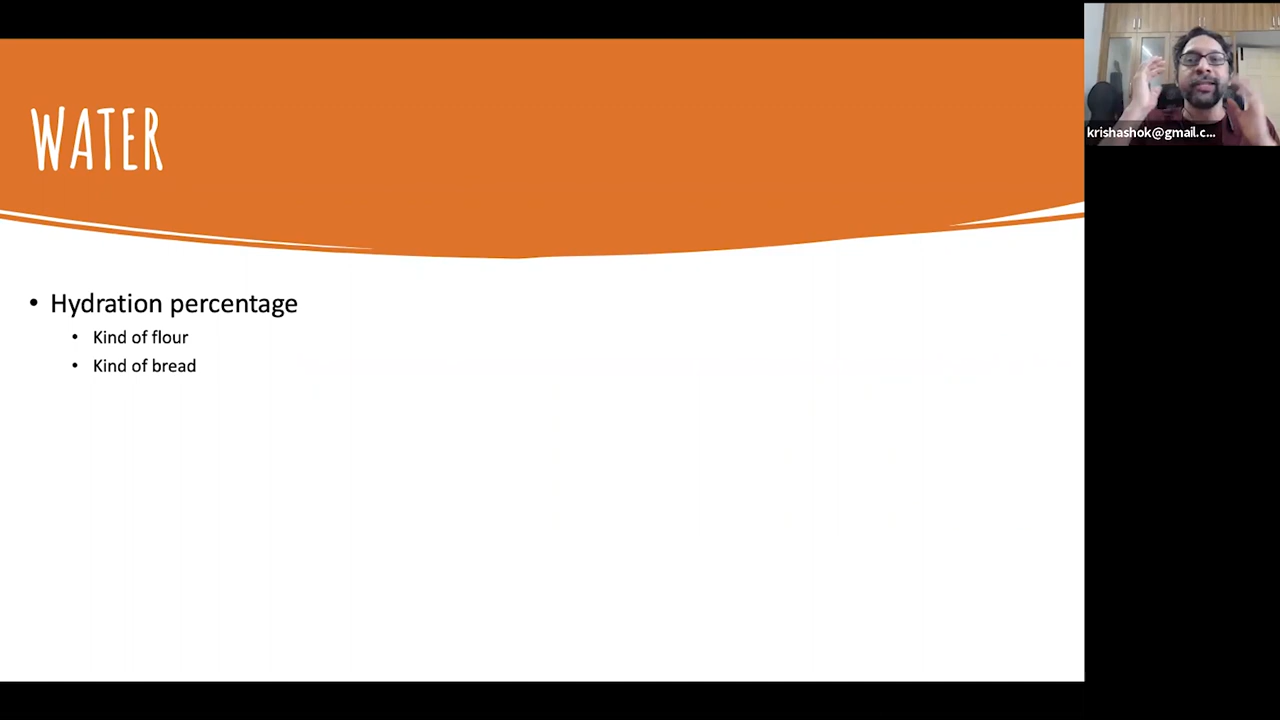 WATER
krishashok@gmail.c...
• Hydration percentage
• Kind of flour
• Kind of bread